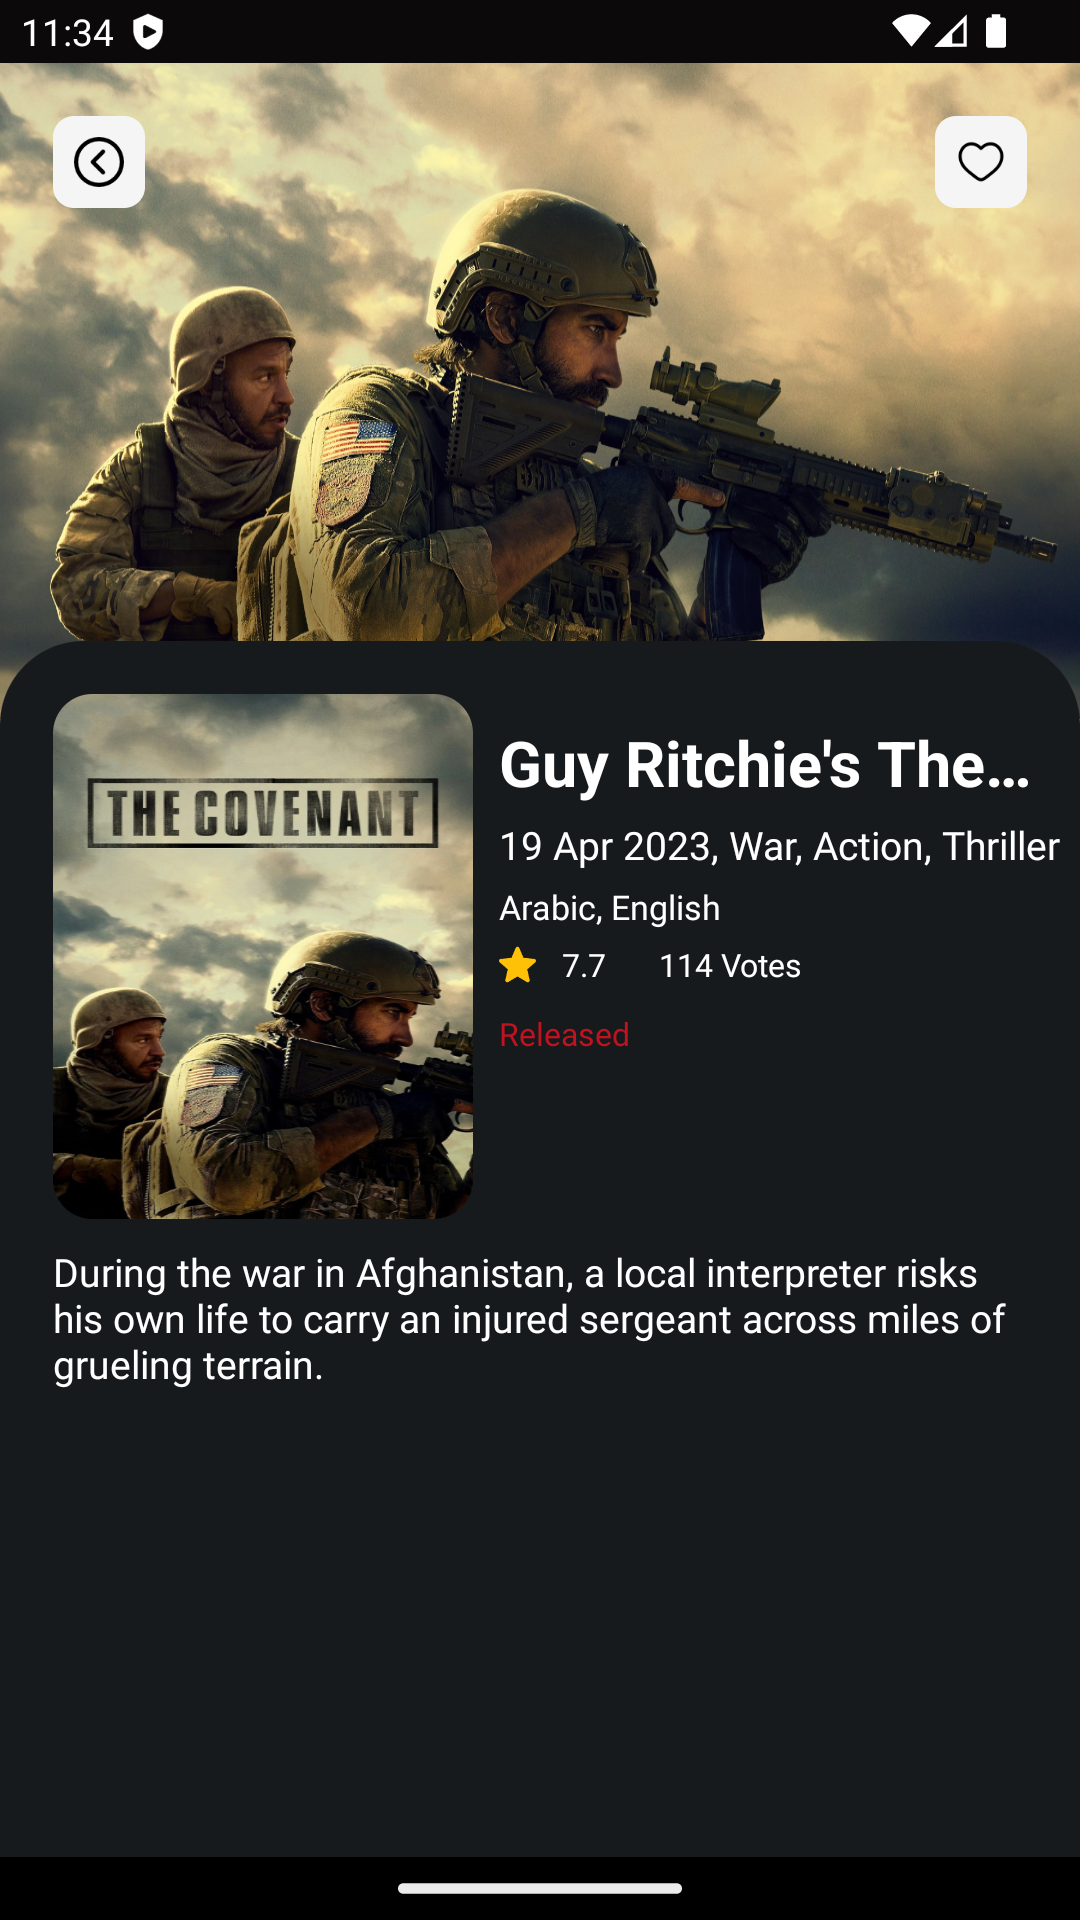 11:34
THE COVENANT
Guy Ritchie's The...
19 Apr 2023, War, Action, Thriller
Arabic, English
7.7 114 Votes
Released
During the war in Afghanistan, a local interpreter risks
his own life to carry an injured sergeant across miles of
grueling terrain.